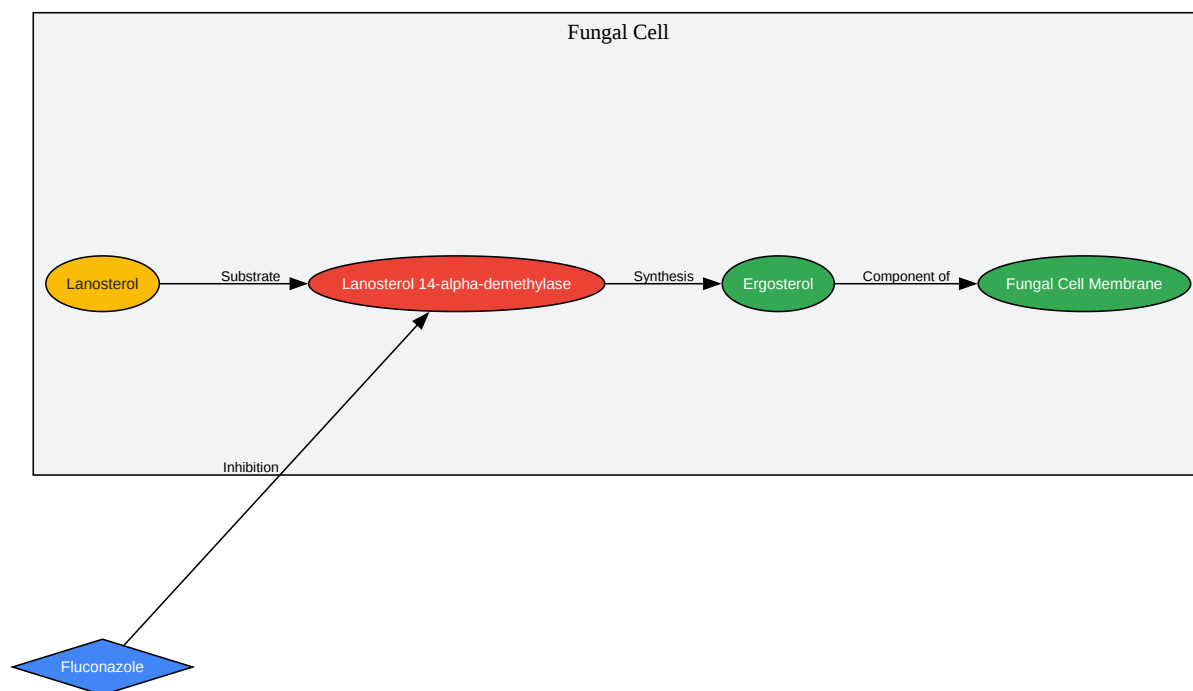 Fungal Cell
Lanosterol
Substrate
Lanosterol 14-alpha-demethylase
Synthesis
Ergosterol
Component of
Fungal Cell Membrane
Inhibition
Fluconazole